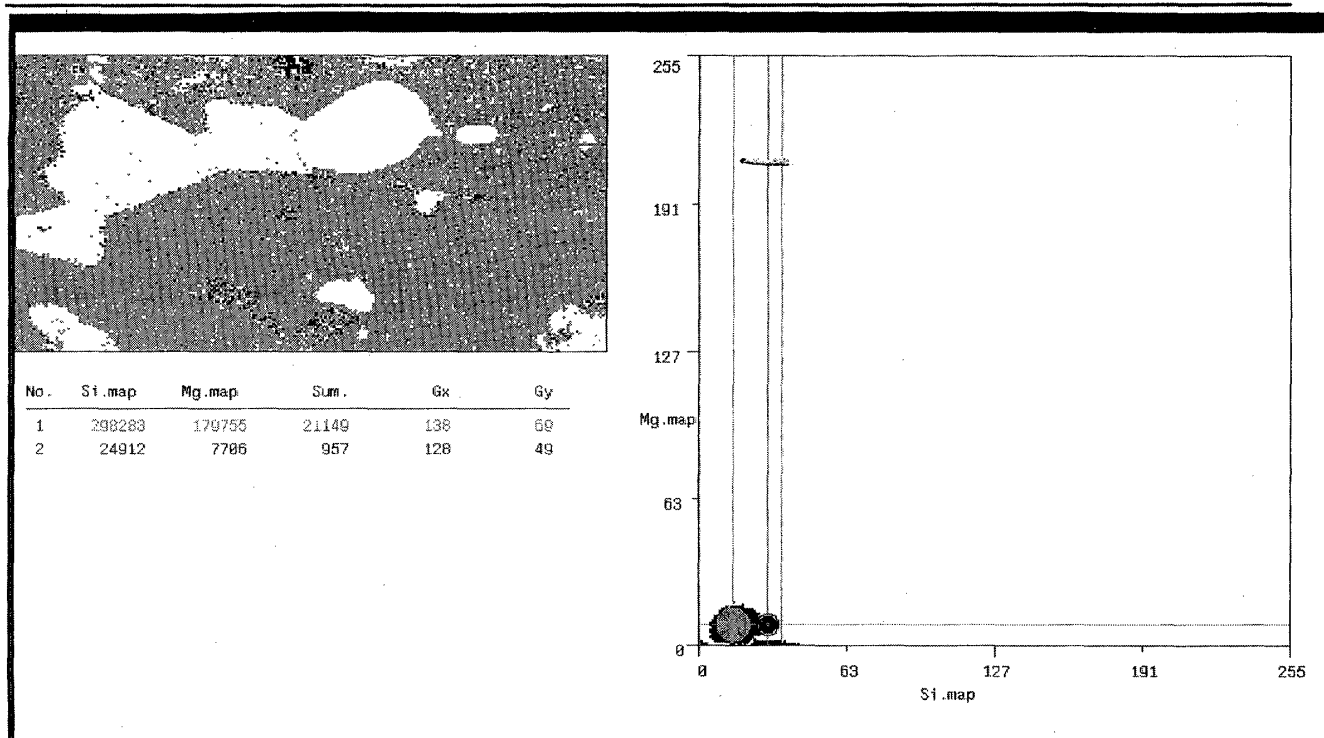 No. Si.map Mg.map Sum. Gx Gy
1 298283 179755 21149 138 69
2 24912 7706 957 128 49
255
191
127
Mg.map
63
0
0 63 127 191 255
Si.map